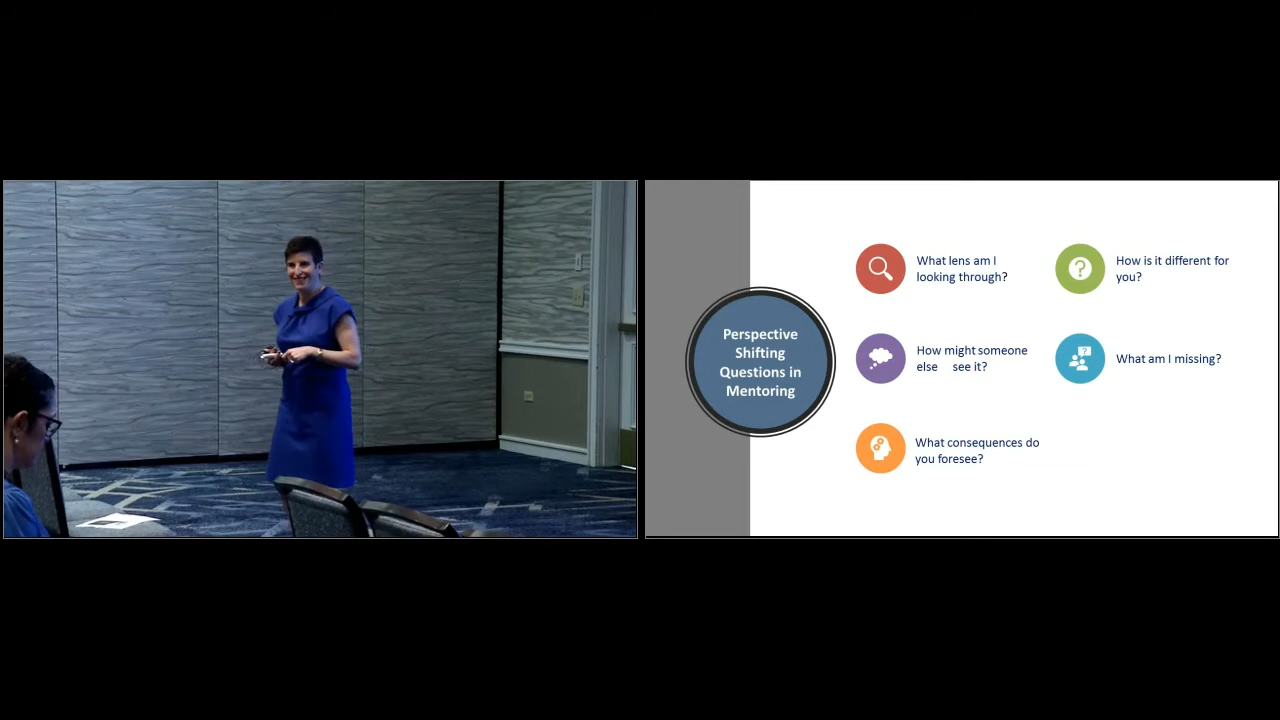 Perspective
Shifting
Questions in
Mentoring
What lens am I
looking through?
How is it different for
you?
How might someone
else see it?
What am I missing?
What consequences do
you foresee?